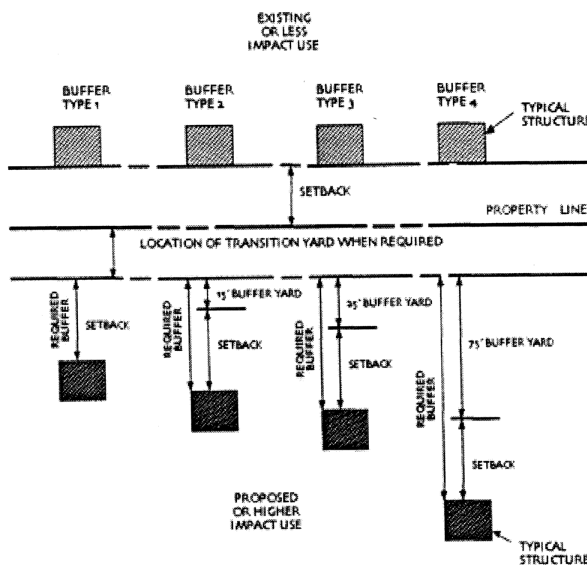 EXISTING
OR LESS
IMPACT USE
BUFFER
TYPE 1
BUFFER
TYPE 2
BUFFER
TYPE 3
BUFFER
TYPE 4
TYPICAL
STRUCTURE
SETBACK
PROPERTY LINE
LOCATION OF TRANSITION YARD WHEN REQUIRED
REQUIRED
BUFFER
SETBACK
REQUIRED
BUFFER
15' BUFFER YARD
SETBACK
REQUIRED
BUFFER
25' BUFFER YARD
SETBACK
REQUIRED
BUFFER
75' BUFFER YARD
SETBACK
PROPOSED
OR HIGHER
IMPACT USE
TYPICAL
STRUCTURE